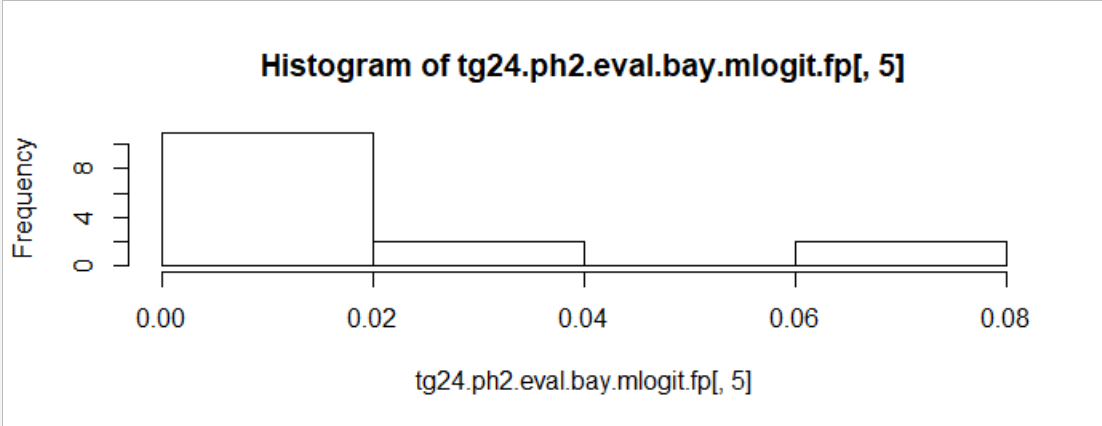 Histogram of tg24.ph2.eval.bay.mlogit.fp[, 5]
Frequency
8
4
0
0.00 0.02 0.04 0.06 0.08
tg24.ph2.eval.bay.mlogit.fp[, 5]